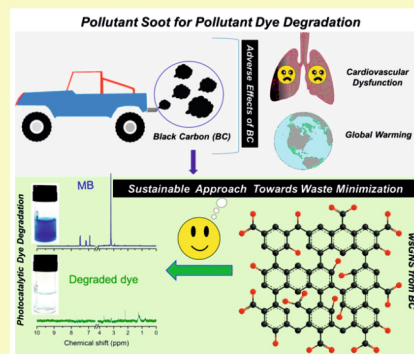 Pollutant Soot for Pollutant Dye Degradation
Black Carbon (BC)
Adverse Effects of BC
Cardiovascular
Dysfunction
Global Warming
Sustainable Approach Towards Waste Minimization
Photocatalytic Dye Degradation
MB
Degraded dye
10 9 8 7 6 4 3 2 1 0
Chemical shift (ppm)
wsGNS from BC